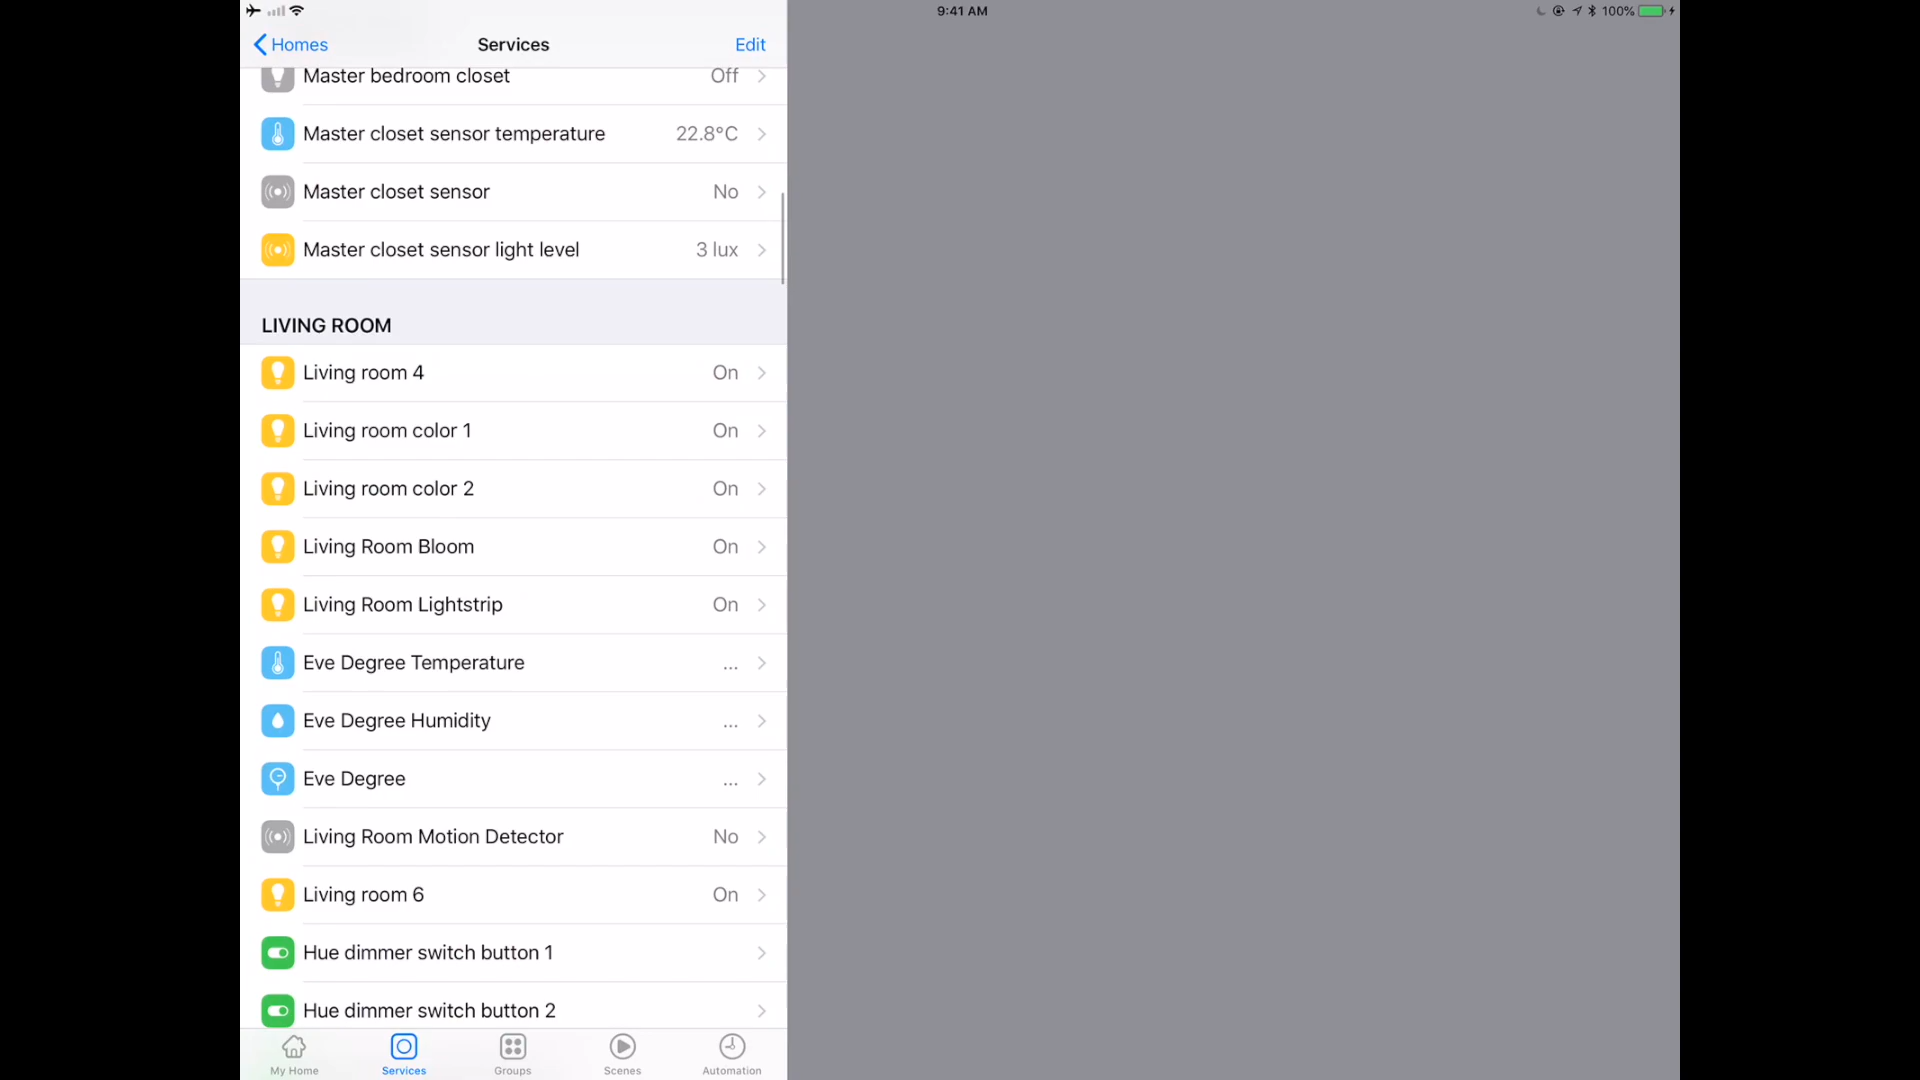 9:41 AM
100%
Homes
Services
Edit
Master bedroom closet Off
Master closet sensor temperature 22.8°C
Master closet sensor No
Master closet sensor light level 3 lux
LIVING ROOM
Living room 4 On
Living room color 1 On
Living room color 2 On
Living Room Bloom On
Living Room Lightstrip On
Eve Degree Temperature ...
Eve Degree Humidity ...
Eve Degree ...
Living Room Motion Detector No
Living room 6 On
Hue dimmer switch button 1
Hue dimmer switch button 2
My Home
Services
Groups
Scenes
Automation